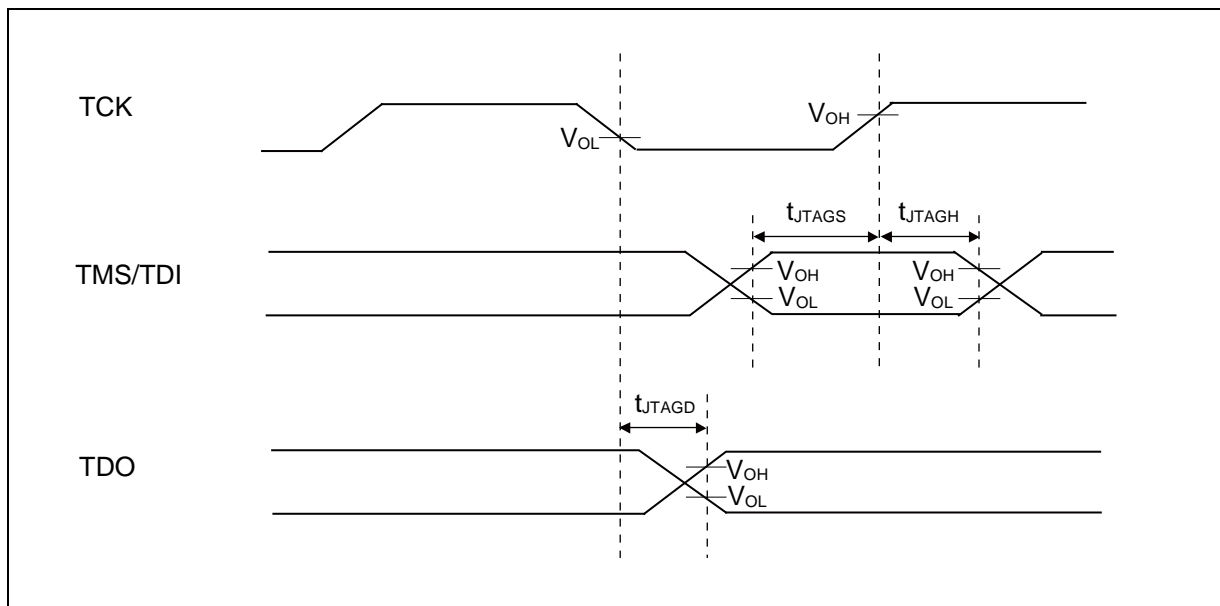 TCK
VOL
VOH
tJTAGS
tJTAGH
TMS/TDI
VOH
VOL
VOH
VOL
tJTAGD
TDO
VOH
VOL